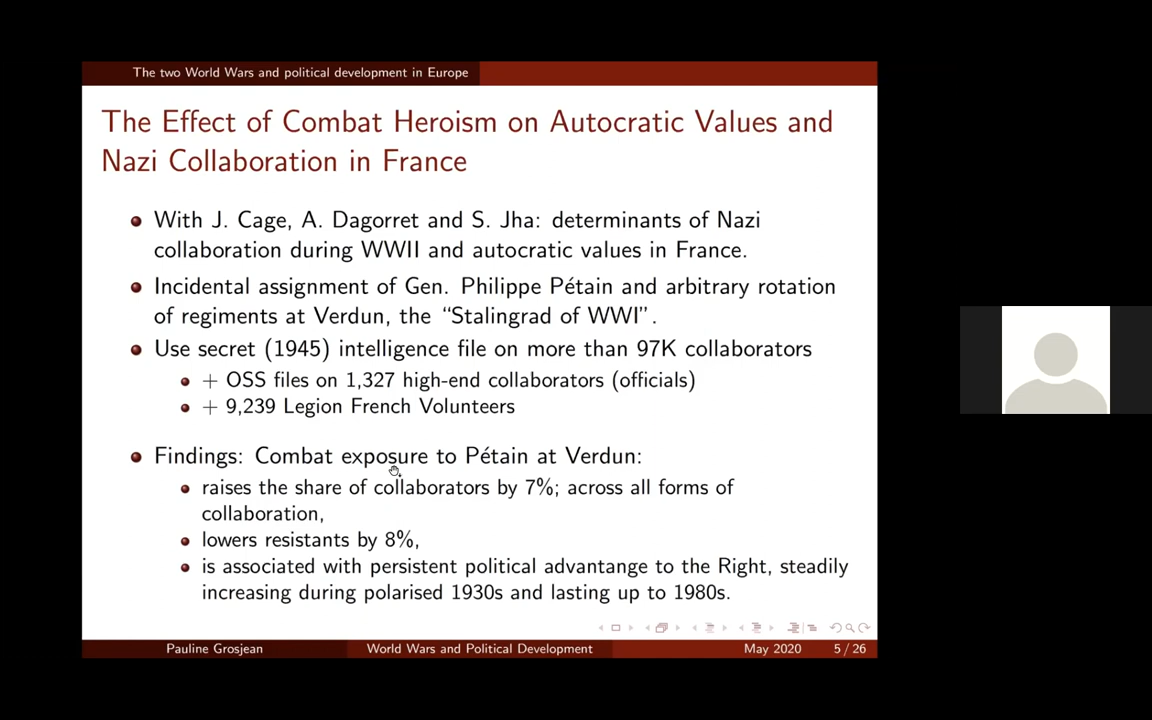 The two World Wars and political development in Europe
The Effect of Combat Heroism on Autocratic Values and
Nazi Collaboration in France
With J. Cage, A. Dagorret and S. Jha: determinants of Nazi
collaboration during WWII and autocratic values in France.
Incidental assignment of Gen. Philippe Pétain and arbitrary rotation
of regiments at Verdun, the “Stalingrad of WWI”.
Use secret (1945) intelligence file on more than 97K collaborators
+ OSS files on 1,327 high-end collaborators (officials)
+ 9,239 Legion French Volunteers
Findings: Combat exposure to Pétain at Verdun:
raises the share of collaborators by 7%; across all forms of
collaboration,
lowers resistants by 8%,
is associated with persistent political advantange to the Right, steadily
increasing during polarised 1930s and lasting up to 1980s.
Pauline Grosjean World Wars and Political Development May 2020 5 / 26